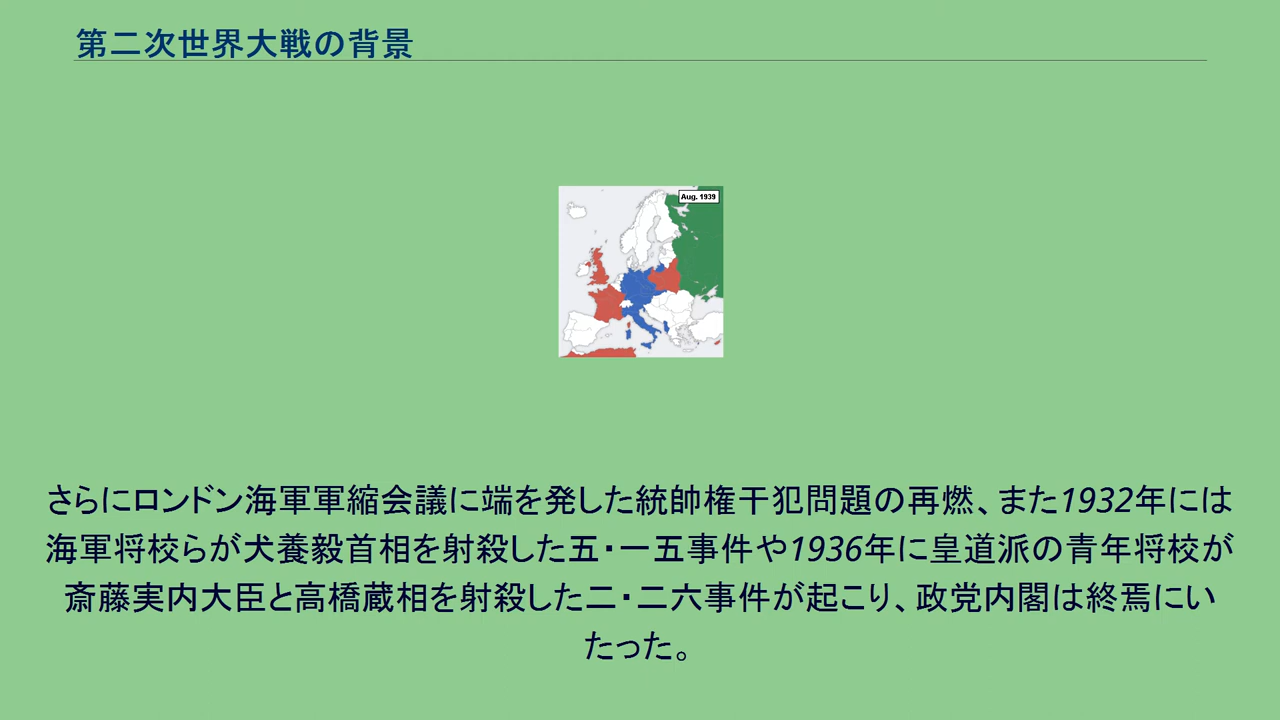 第二次世界大戦の背景
Aug. 1939
さらにロンドン海軍軍縮会議に端を発した統帥権干犯問題の再燃、また1932年には
海軍将校らが犬養毅首相を射殺した五・一五事件や1936年に皇道派の青年将校が
斎藤実内大臣と高橋蔵相を射殺した二・二六事件が起こり、政党内閣は終焉にい
たった。